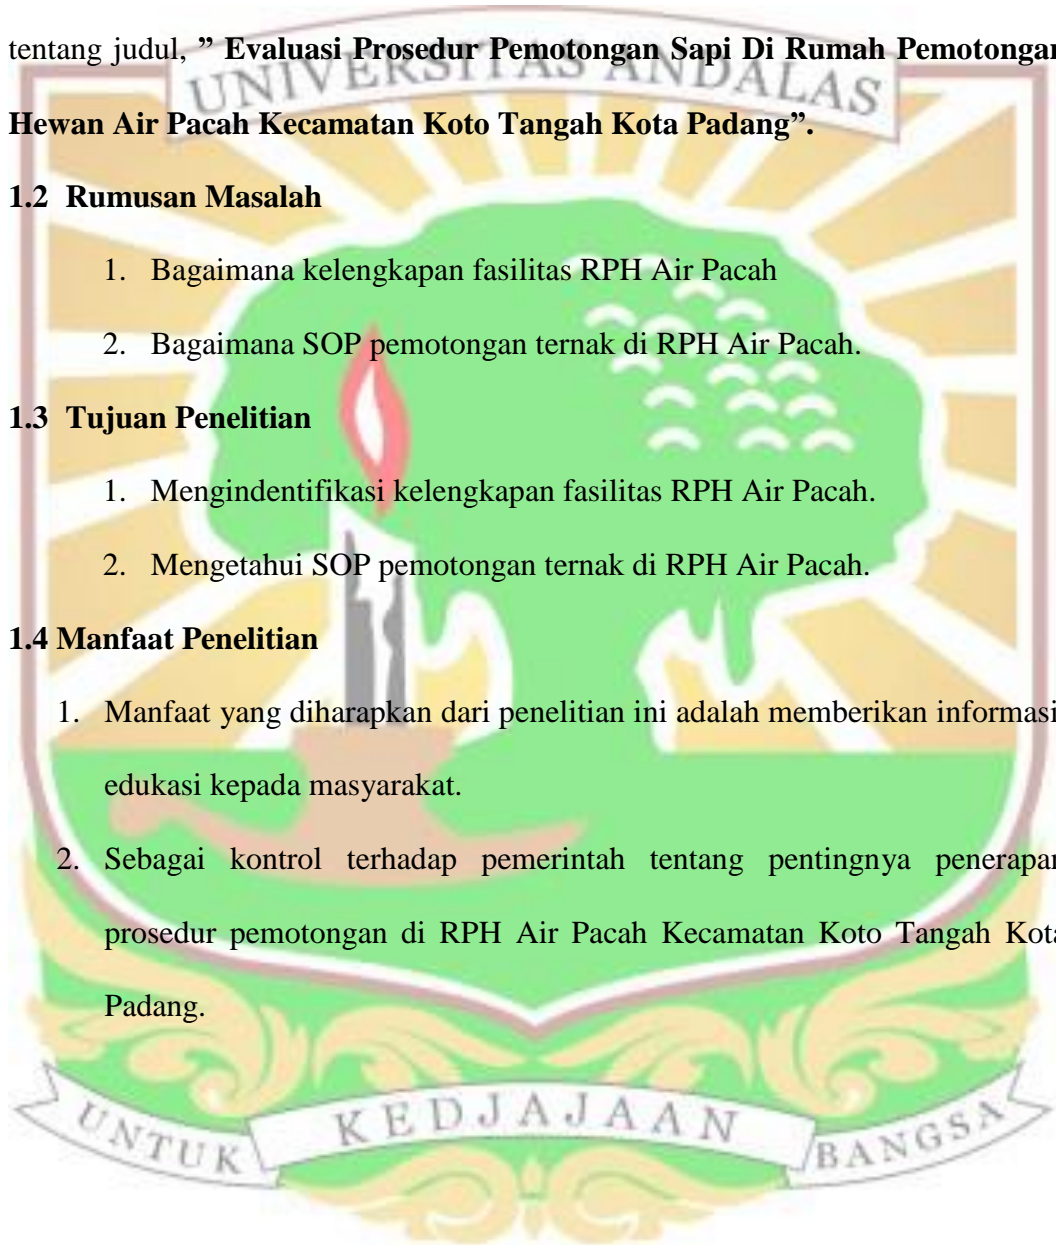 tentang judul, ” Evaluasi Prosedur Pemotongan Sapi Di Rumah Pemotongan
UNIVERSITAS ANDALAS
Hewan Air Pacah Kecamatan Koto Tangah Kota Padang”.
1.2 Rumusan Masalah
1. Bagaimana kelengkapan fasilitas RPH Air Pacah
2. Bagaimana SOP pemotongan ternak di RPH Air Pacah.
1.3 Tujuan Penelitian
1. Mengindentifikasi kelengkapan fasilitas RPH Air Pacah.
2. Mengetahui SOP pemotongan ternak di RPH Air Pacah.
1.4 Manfaat Penelitian
1. Manfaat yang diharapkan dari penelitian ini adalah memberikan informasi
edukasi kepada masyarakat.
2. Sebagai kontrol terhadap pemerintah tentang pentingnya penerapan
prosedur pemotongan di RPH Air Pacah Kecamatan Koto Tangah Kota
Padang.
UNTUK KEDJAJAAN BANGSA